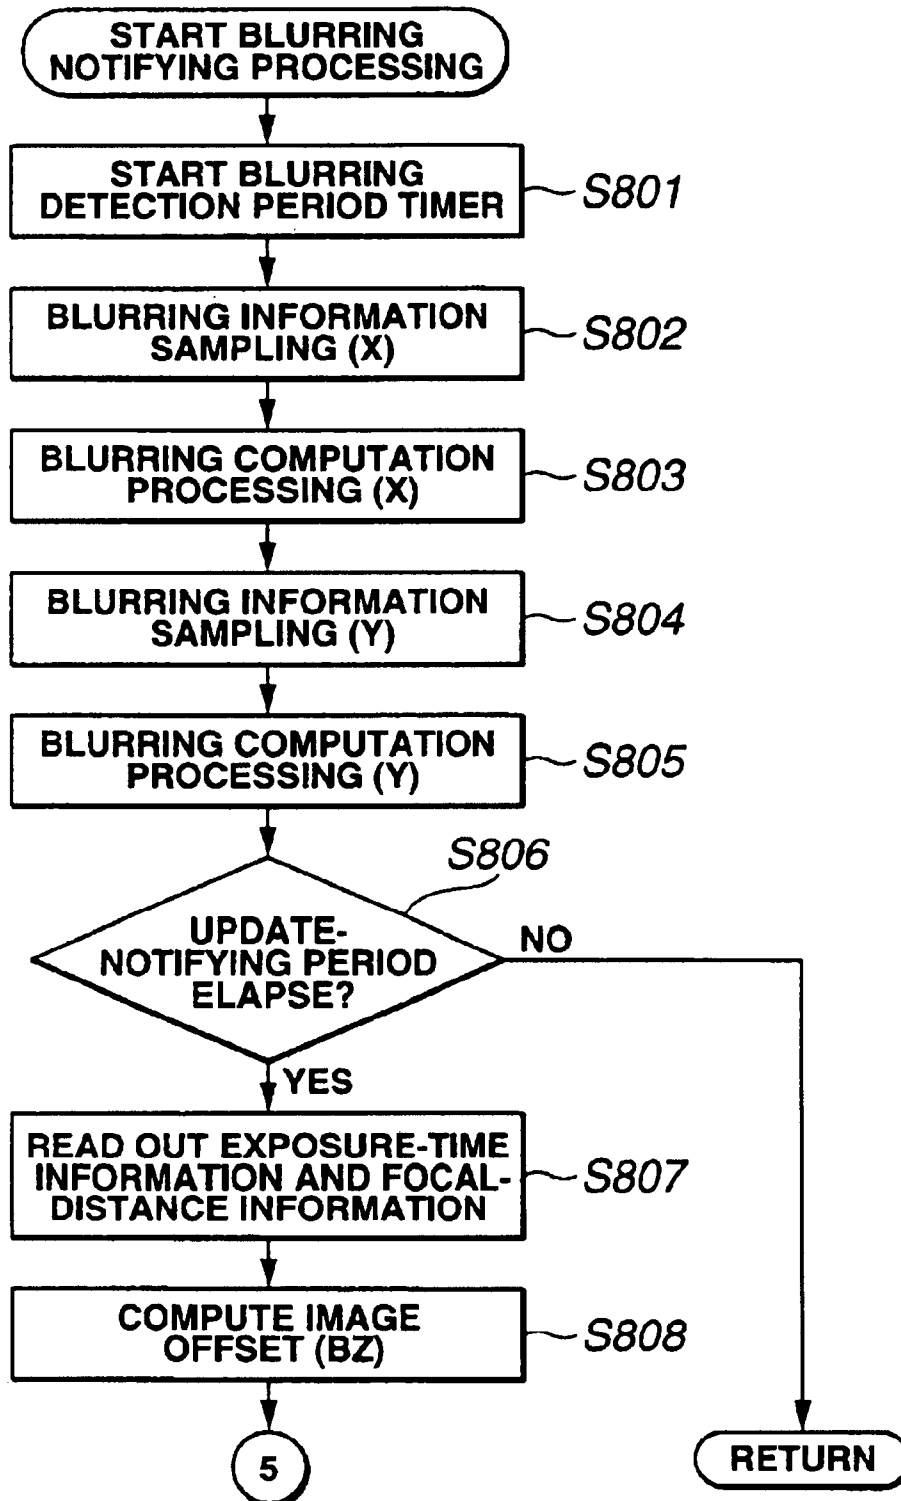 START BLURRING
NOTIFYING PROCESSING
START BLURRING
DETECTION PERIOD TIMER
S801
BLURRING INFORMATION
SAMPLING (X)
S802
BLURRING COMPUTATION
PROCESSING (X)
S803
BLURRING INFORMATION
SAMPLING (Y)
S804
BLURRING COMPUTATION
PROCESSING (Y)
S805
S806
UPDATE-
NOTIFYING PERIOD
ELAPSE?
NO
YES
READ OUT EXPOSURE-TIME
INFORMATION AND FOCAL-
DISTANCE INFORMATION
S807
COMPUTE IMAGE
OFFSET (BZ)
S808
5
RETURN